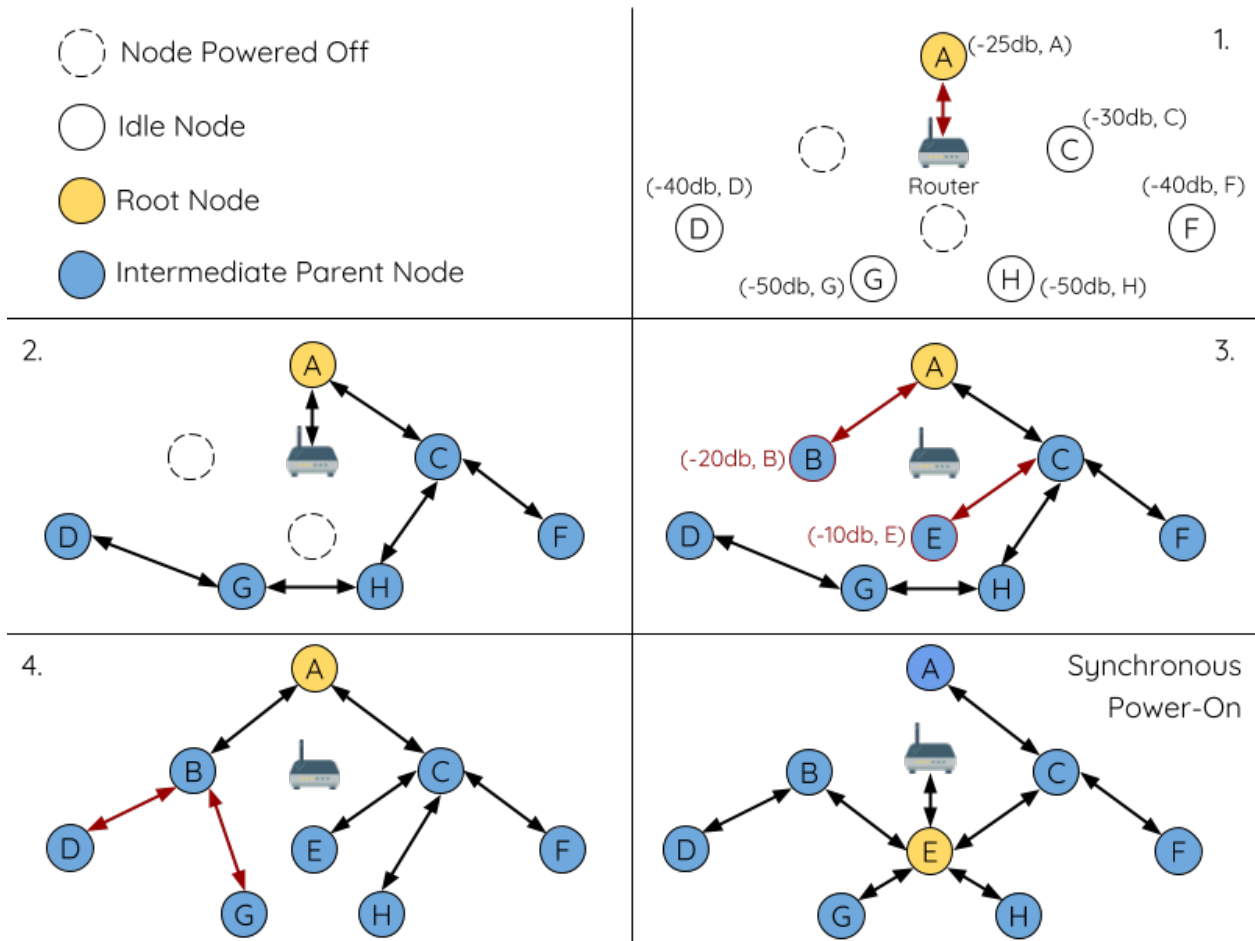 Node Powered Off
Idle Node
Root Node
Intermediate Parent Node
1.
A
(-25db, A)
(-30db, C)
C
Router
(-40db, D)
D
(-40db, F)
F
(-50db, G)
G
H
(-50db, H)
2.
A
C
D
F
G
H
3.
A
(-20db, B)
B
C
D
(-10db, E)
E
F
G
H
4.
A
B
C
D
E
F
G
H
Synchronous
Power-On
A
B
C
D
E
F
G
H